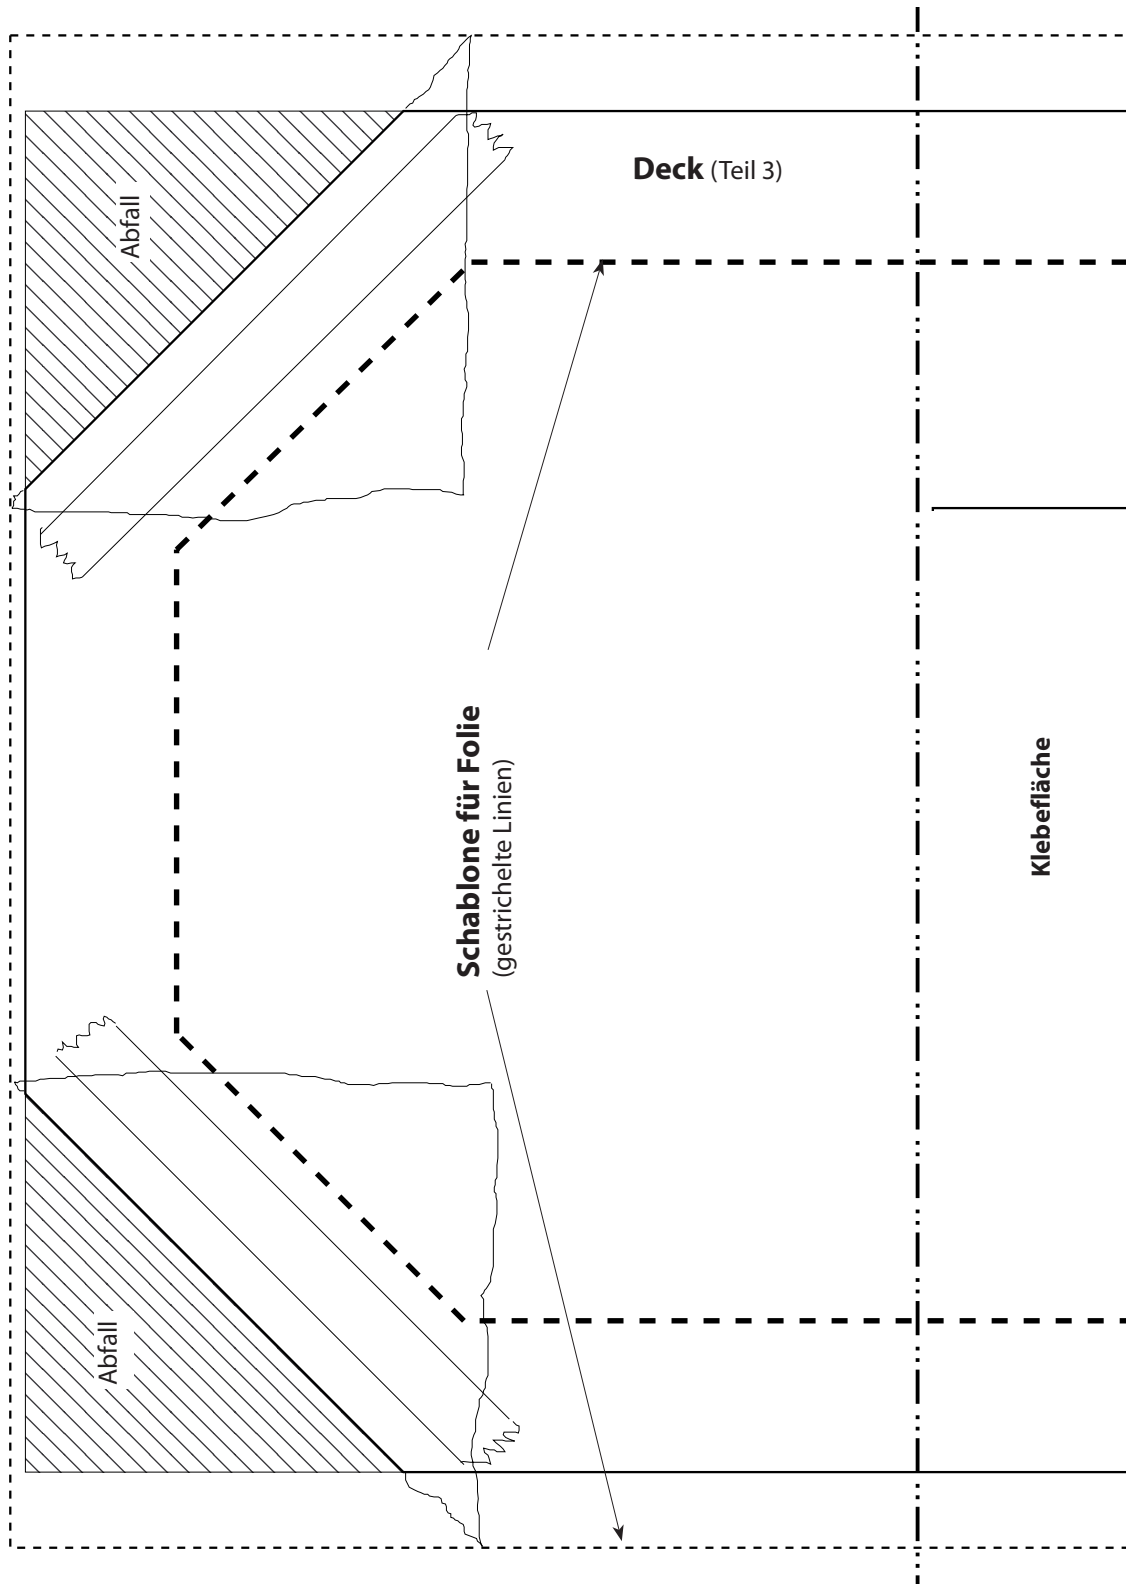 Deck (Teil 3)
Abfall
Schablone für Folie
(gestrichelte Linien)
Klebefläche
Abfall